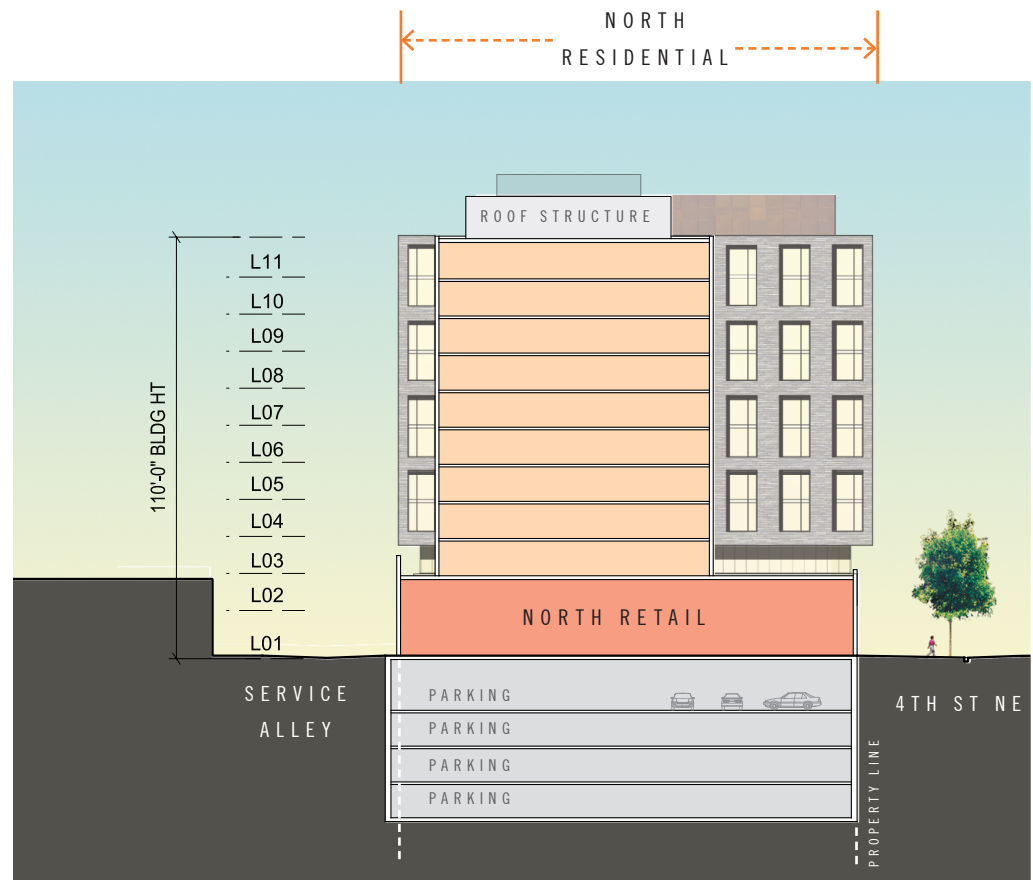 NORTH
RESIDENTIAL
ROOF STRUCTURE
L11
L10
L09
L08
L07
L06
L05
L04
L03
L02
L01
110'-0" BLDG HT
NORTH RETAIL
SERVICE
ALLEY
PARKING
PARKING
PARKING
PARKING
4TH ST NE
PROPERTY LINE